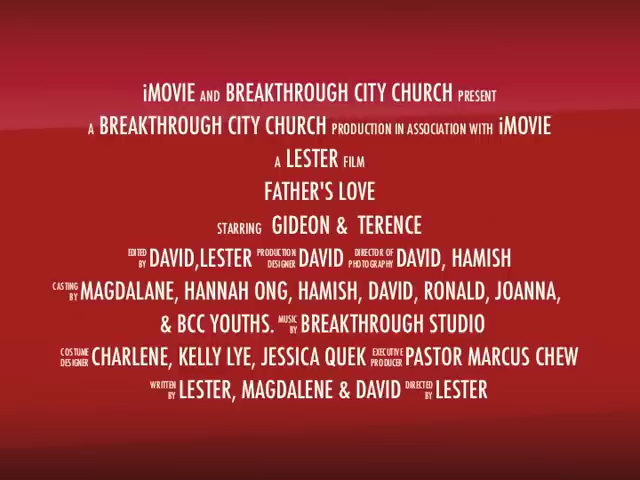 iMOVIE AND BREAKTHROUGH CITY CHURCH PRESENT
A BREAKTHROUGH CITY CHURCH PRODUCTION IN ASSOCIATION WITH iMOVIE
A LESTER FILM
FATHER'S LOVE
STARRING GIDEON & TERENCE
EDITED BY DAVID,LESTER PRODUCTION DESIGNER DAVID DIRECTOR OF PHOTOGRAPHY DAVID, HAMISH
CASTING BY MAGDALANE, HANNAH ONG, HAMISH, DAVID, RONALD, JOANNA,
& BCC YOUTHS. MUSIC BY BREAKTHROUGH STUDIO
COSTUME DESIGNER CHARLENE, KELLY LYE, JESSICA QUEK EXECUTIVE PRODUCER PASTOR MARCUS CHEW
WRITTEN BY LESTER, MAGDALENE & DAVID DIRECTED BY LESTER